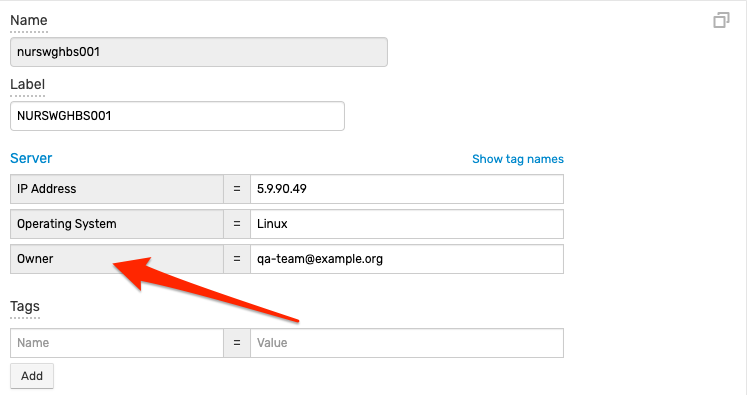 Name
nurswghbs001
Label
NURSWGHBS001
Server Show tag names
IP Address = 5.9.90.49
Operating System = Linux
Owner = qa-team@example.org
Tags
Name = Value
Add